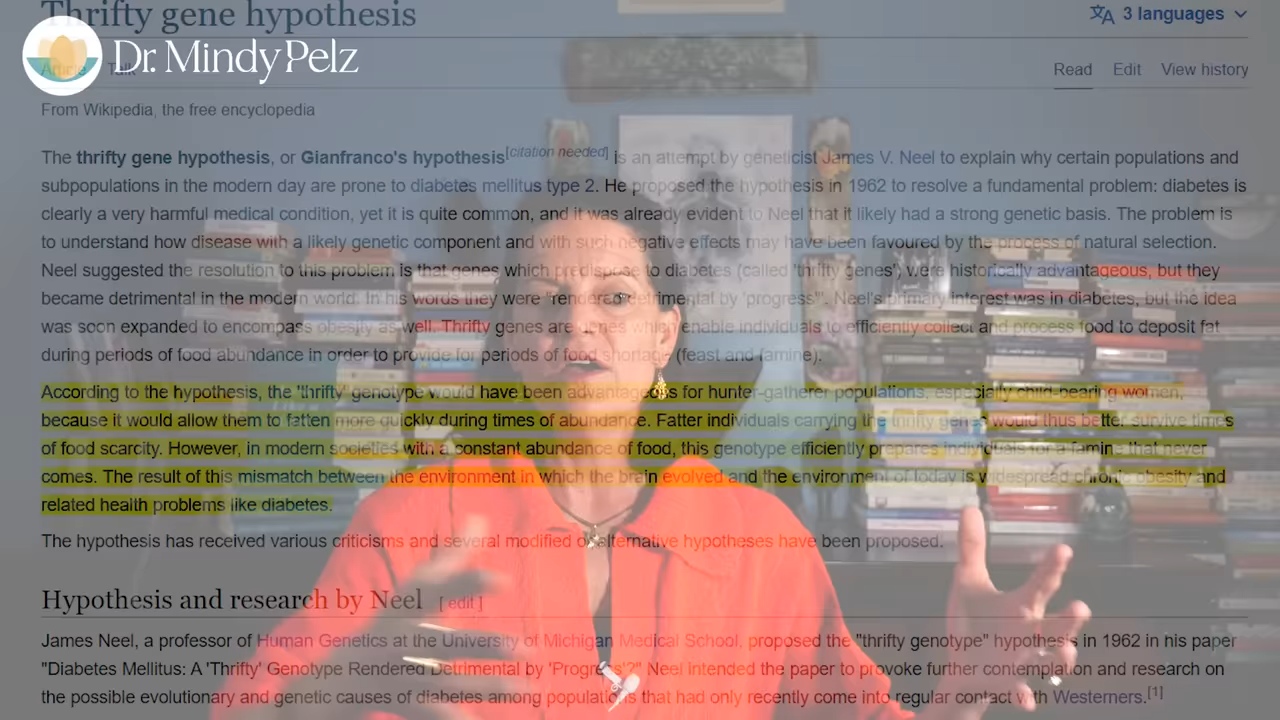 Thrifty gene hypothesis
3 languages
Dr. Mindy Pelz
Article Talk
Read Edit View history
From Wikipedia, the free encyclopedia
The thrifty gene hypothesis, or Gianfranco's hypothesis[citation needed] is an attempt by geneticist James V. Neel to explain why certain populations and
subpopulations in the modern day are prone to diabetes mellitus type 2. He proposed the hypothesis in 1962 to resolve a fundamental problem: diabetes is
clearly a very harmful medical condition, yet it is quite common, and it was already evident to Neel that it likely had a strong genetic basis. The problem is
to understand how disease with a likely genetic component and with such negative effects may have been favoured by the process of natural selection.
Neel suggested the resolution to this problem is that genes which predispose to diabetes (called 'thrifty genes') were historically advantageous, but they
became detrimental in the modern world. In his words they were "rendered detrimental by 'progress'". Neel's primary interest was in diabetes, but the idea
was soon expanded to encompass obesity as well. Thrifty genes are genes which enable individuals to efficiently collect and process food to deposit fat
during periods of food abundance in order to provide for periods of food shortage (feast and famine).
According to the hypothesis, the 'thrifty' genotype would have been advantageous for hunter-gatherer populations, especially child-bearing women,
because it would allow them to fatten more quickly during times of abundance. Fatter individuals carrying the thrifty genes would thus better survive times
of food scarcity. However, in modern societies with a constant abundance of food, this genotype efficiently prepares individuals for a famine that never
comes. The result of this mismatch between the environment in which the brain evolved and the environment of today is widespread chronic obesity and
related health problems like diabetes.
The hypothesis has received various criticisms and several modified or alternative hypotheses have been proposed.
Hypothesis and research by Neel [ edit ]
James Neel, a professor of Human Genetics at the University of Michigan Medical School, proposed the "thrifty genotype" hypothesis in 1962 in his paper
"Diabetes Mellitus: A 'Thrifty' Genotype Rendered Detrimental by 'Progress'?" Neel intended the paper to provoke further contemplation and research on
the possible evolutionary and genetic causes of diabetes among populations that had only recently come into regular contact with Westerners.[1]